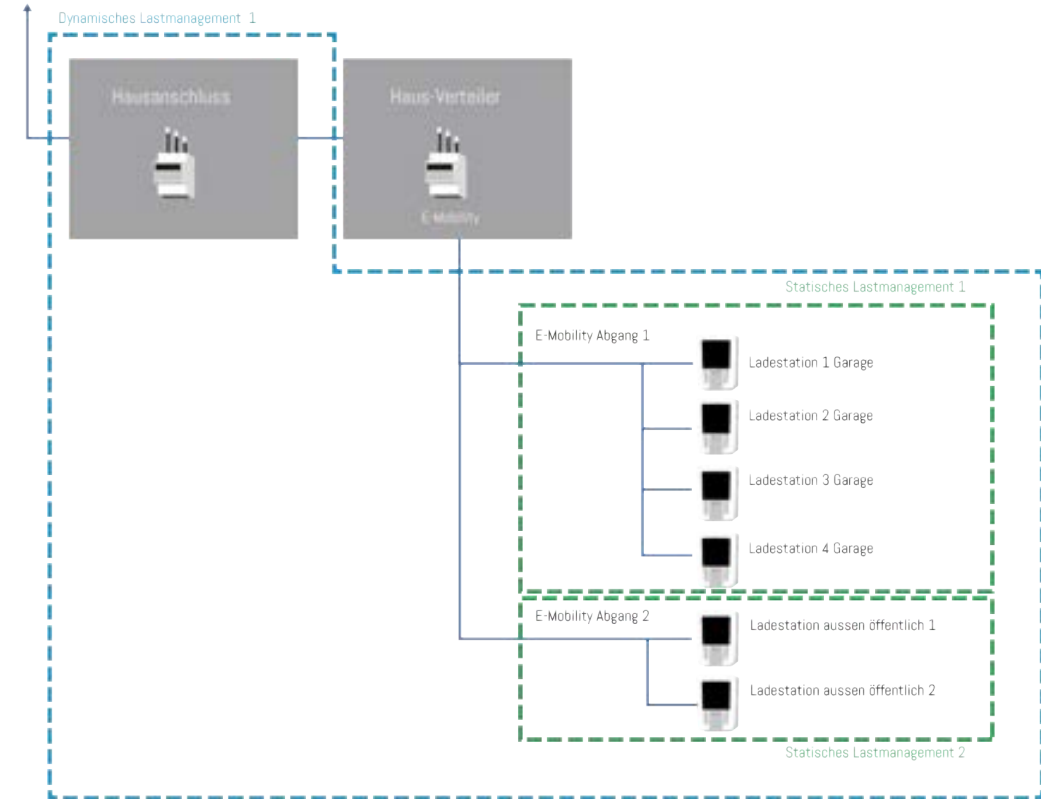 Dynamisches Lastmanagement 1
Hausanschluss
Haus-Verteiler
E-Mobility
Statisches Lastmanagement 1
E-Mobility Abgang 1
Ladestation 1 Garage
Ladestation 2 Garage
Ladestation 3 Garage
Ladestation 4 Garage
E-Mobility Abgang 2
Ladestation aussen öffentlich 1
Ladestation aussen öffentlich 2
Statisches Lastmanagement 2